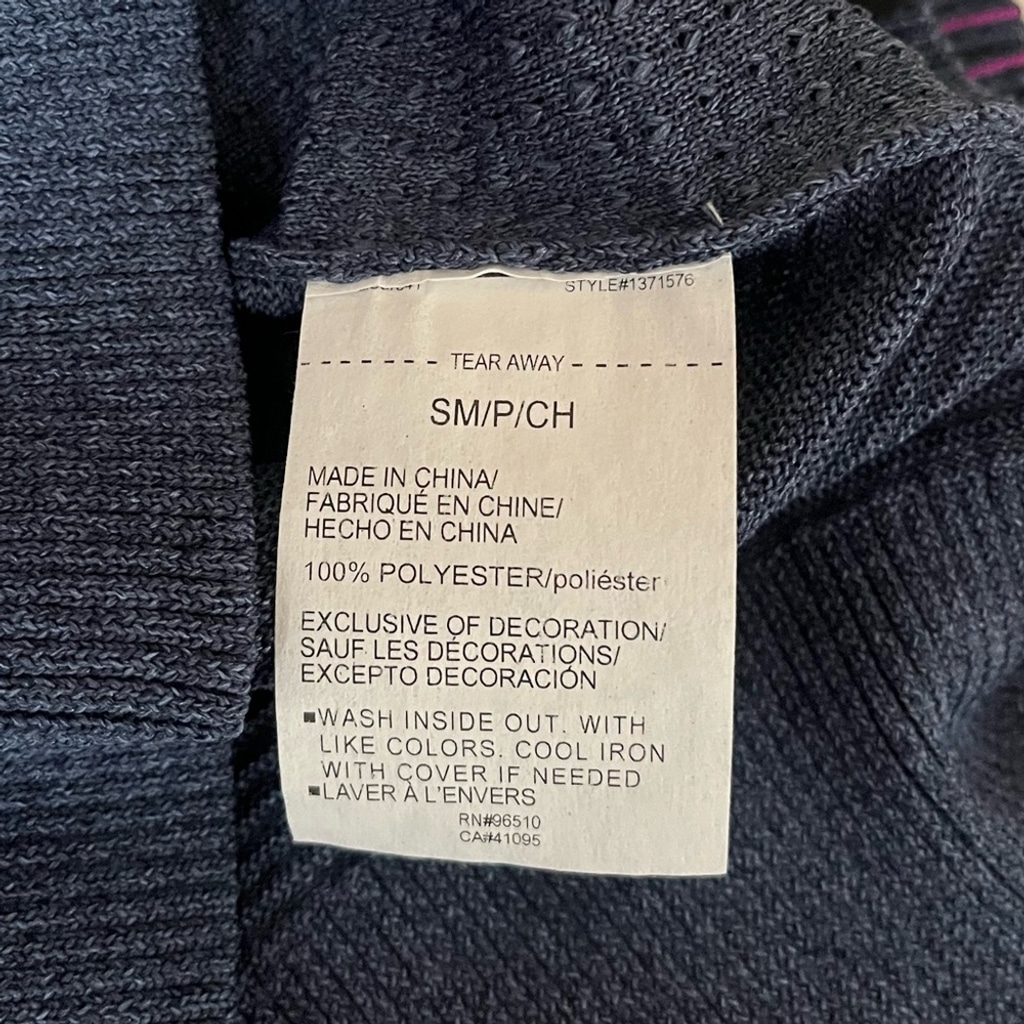 STYLE#1371576
- - - - - - - TEAR AWAY - - - - - - - -
SM/P/CH
MADE IN CHINA/
FABRIQUÉ EN CHINE/
HECHO EN CHINA
100% POLYESTER/poliéster
EXCLUSIVE OF DECORATION/
SAUF LES DÉCORATIONS/
EXCEPTO DECORACIÓN
▪WASH INSIDE OUT. WITH
LIKE COLORS. COOL IRON
WITH COVER IF NEEDED
▪LAVER À L'ENVERS
RN#96510
CA#41095